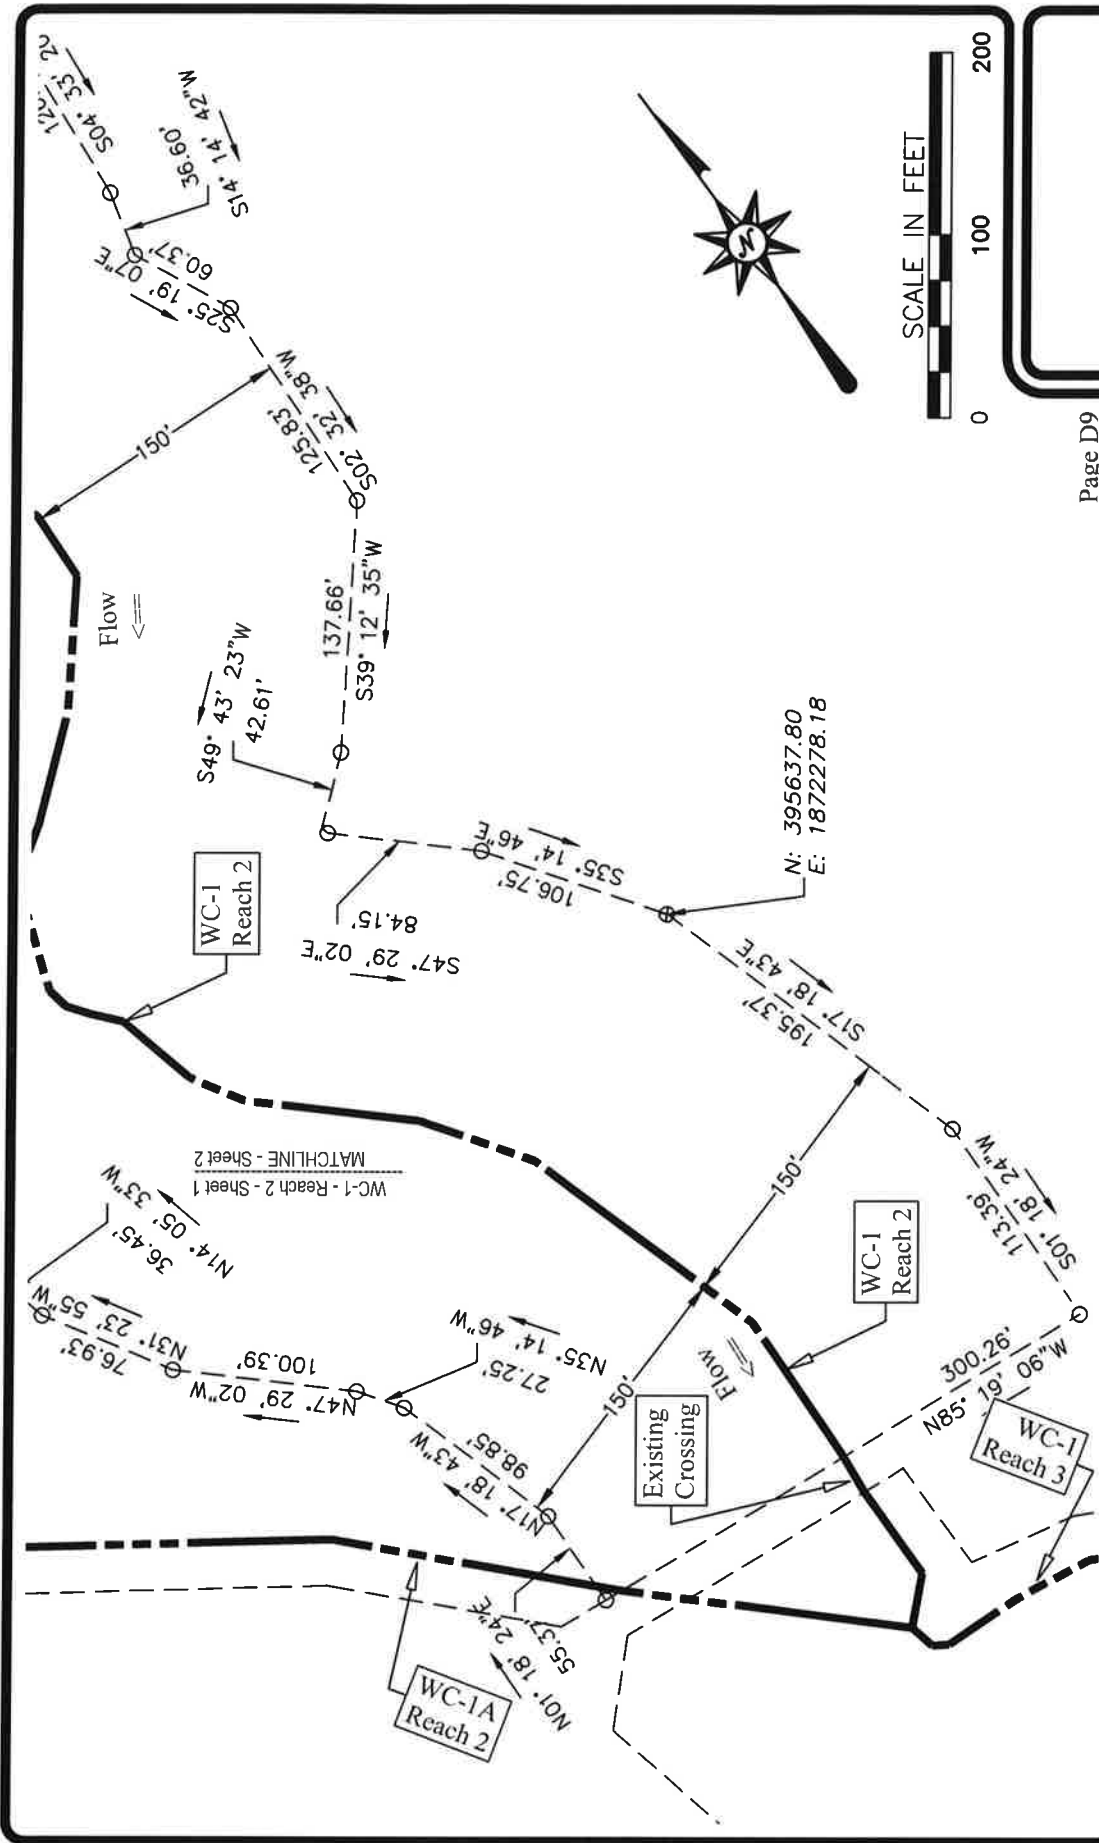 S04° 33' 20
S14° 14' 42"W
36.60'
S25° 19' 07"E
60.37'
150'
125.83'
S02° 32' 38"W
Flow
137.66'
S39° 12' 35"W
S49° 43' 23"W
42.61'
WC-1
Reach 2
S47° 29' 02"E
84.15'
106.75'
S35° 14' 46"E
N: 395637.80
E: 1872278.18
195.37'
S17° 18' 43"E
WC-1 - Reach 2 - Sheet 1
MATCHLINE - Sheet 2
N14° 05' 33"W
36.45'
N31° 23' 55"W
76.93'
N47° 29' 02"W
100.39'
N35° 14' 46"W
27.25'
N17° 18' 43"W
98.85'
150'
150'
Flow
Existing
Crossing
WC-1
Reach 2
113.39'
S01° 18' 24"W
300.26'
N85° 19' 06"W
WC-1
Reach 3
N01° 18' 24"E
55.37'
WC-1A
Reach 2
N
SCALE IN FEET
0 100 200
Page D9